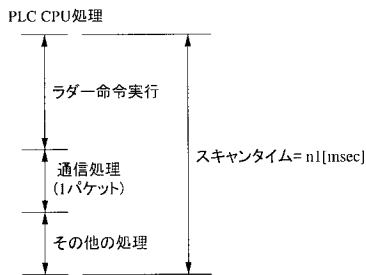 PLC CPU処理
ラダー命令実行
通信処理
(1パケット)
スキャンタイム= n1[msec]
その他の処理